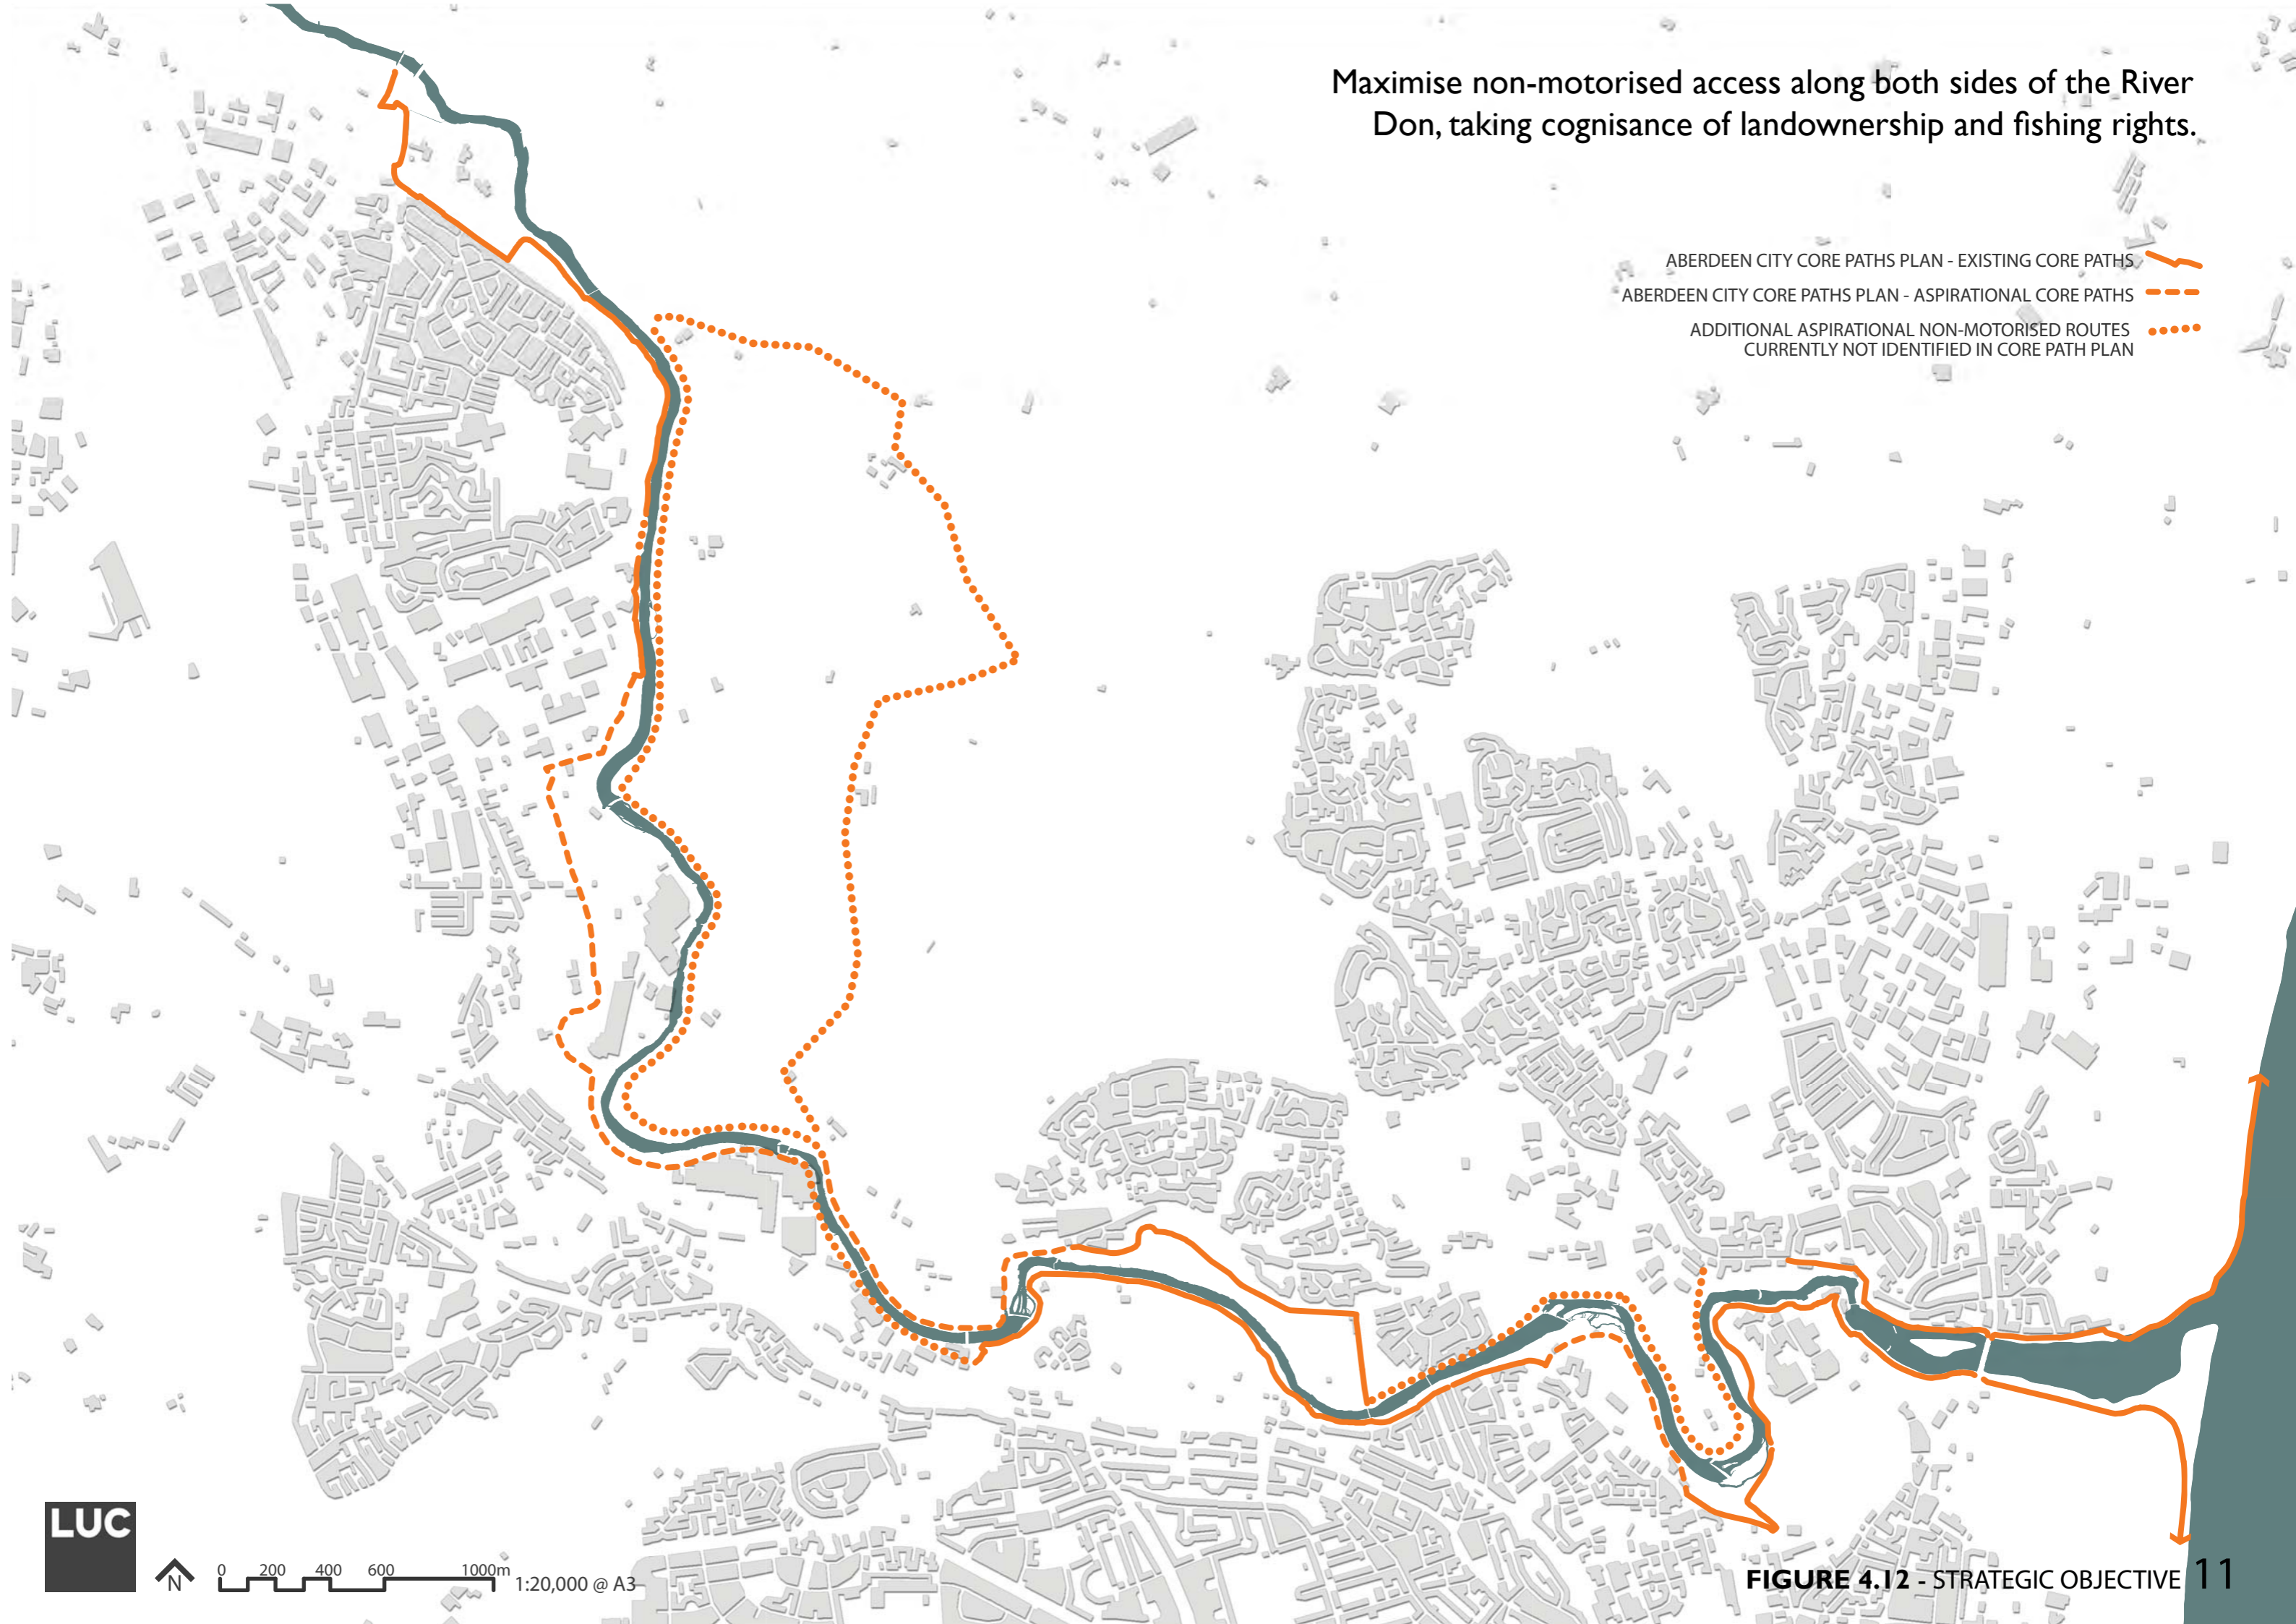 Maximise non-motorised access along both sides of the River
Don, taking cognisance of landownership and fishing rights.
ABERDEEN CITY CORE PATHS PLAN - EXISTING CORE PATHS
ABERDEEN CITY CORE PATHS PLAN - ASPIRATIONAL CORE PATHS
ADDITIONAL ASPIRATIONAL NON-MOTORISED ROUTES
CURRENTLY NOT IDENTIFIED IN CORE PATH PLAN
LUC
N
0 200 400 600 1000m
1:20,000 @ A3
FIGURE 4.12 - STRATEGIC OBJECTIVE 11